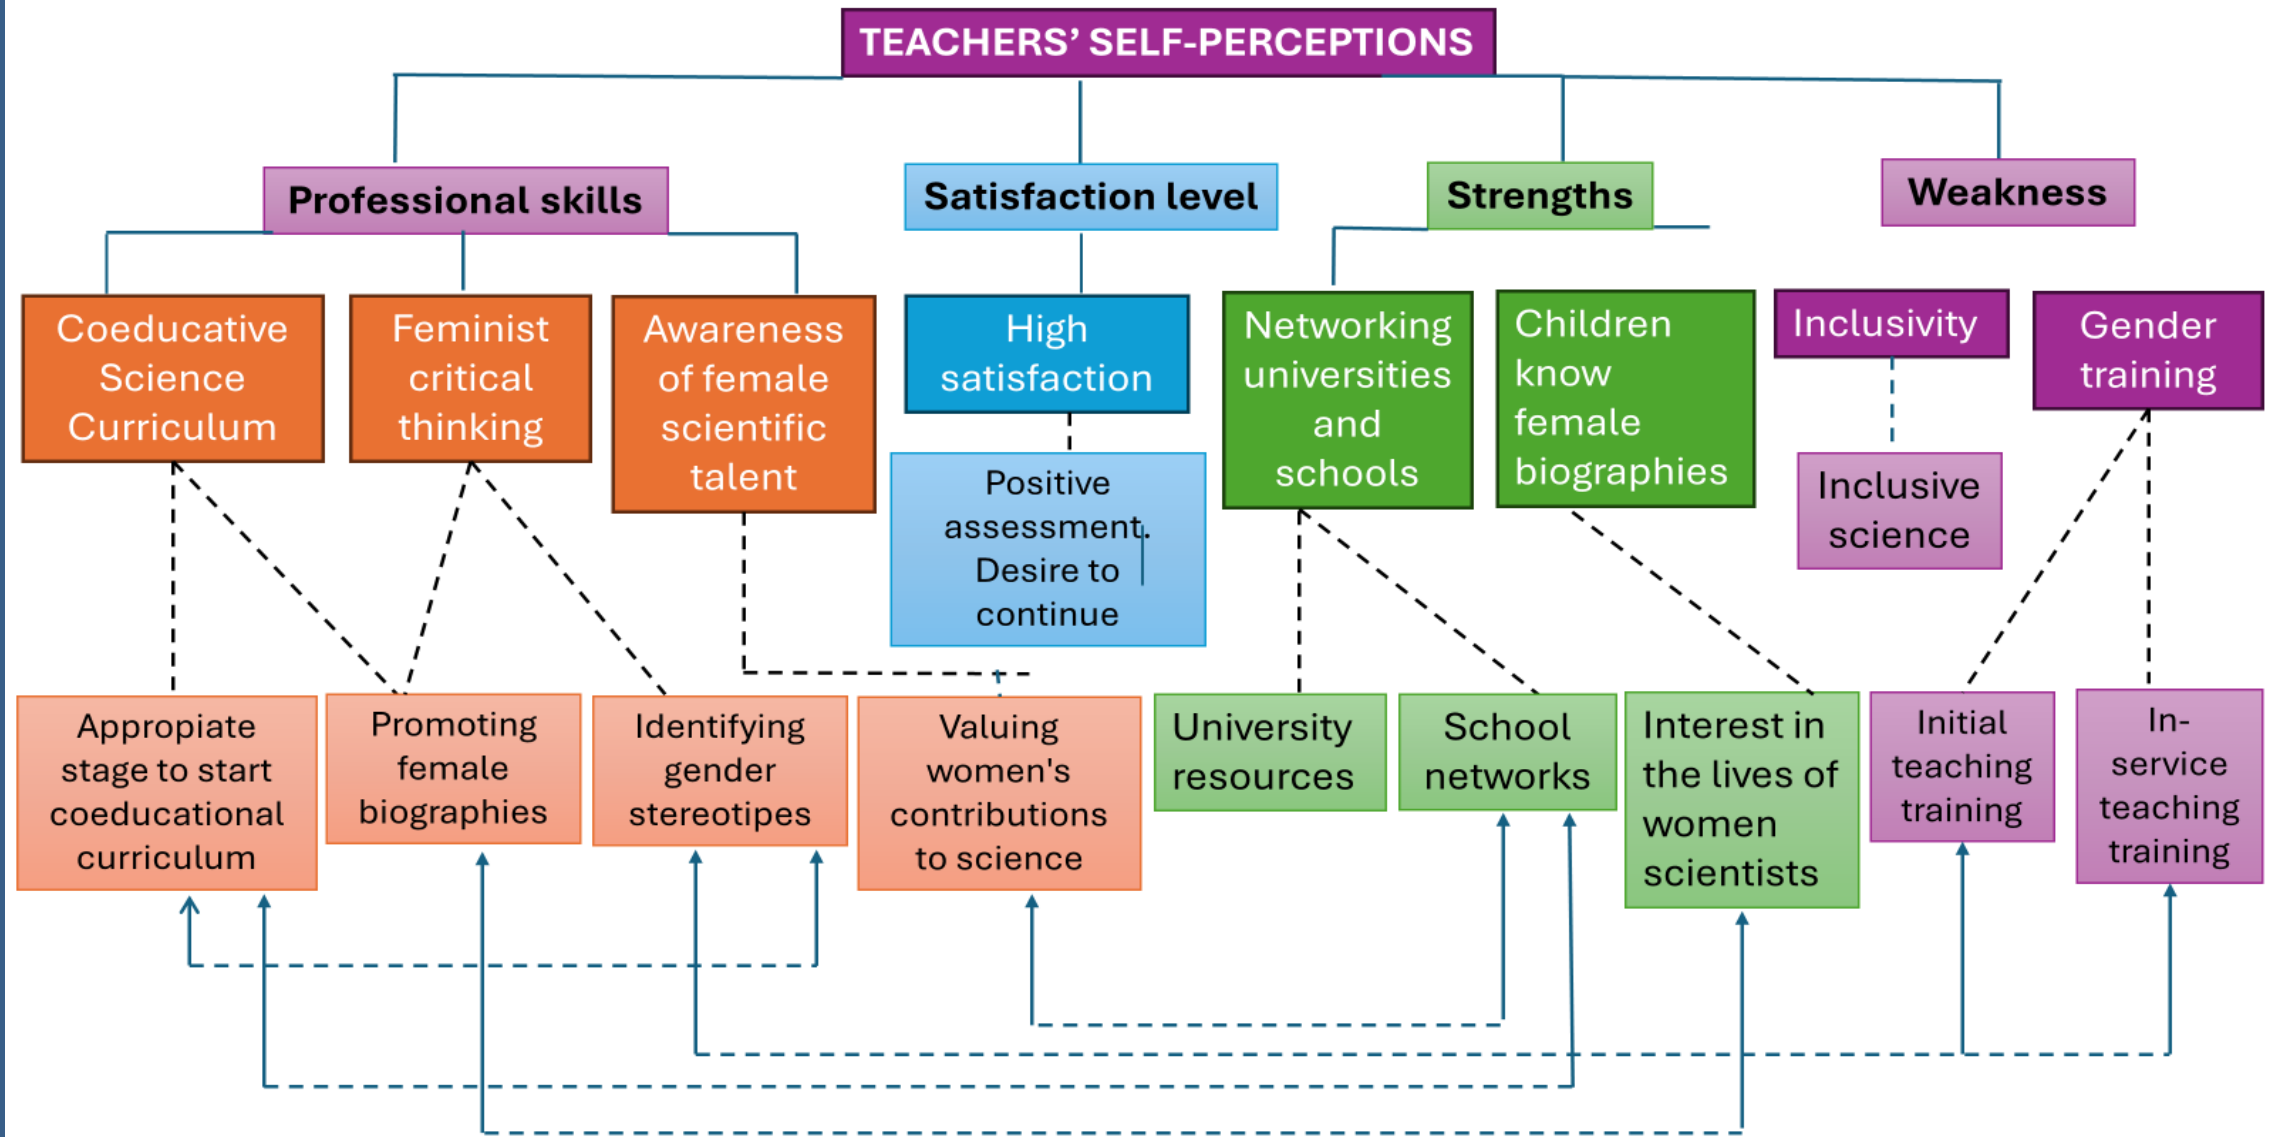 TEACHERS’ SELF-PERCEPTIONS
Professional skills
Satisfaction level
Strengths
Weakness
Coeducative
Science
Curriculum
Feminist
critical
thinking
Awareness
of female
scientific
talent
High
satisfaction
Networking
universities
and
schools
Children
know
female
biographies
Inclusivity
Gender
training
Positive
assessment.
Desire to
continue
Inclusive
science
Appropiate
stage to start
coeducational
curriculum
Promoting
female
biographies
Identifying
gender
stereotipes
Valuing
women's
contributions
to science
University
resources
School
networks
Interest in
the lives of
women
scientists
Initial
teaching
training
In-
service
teaching
training